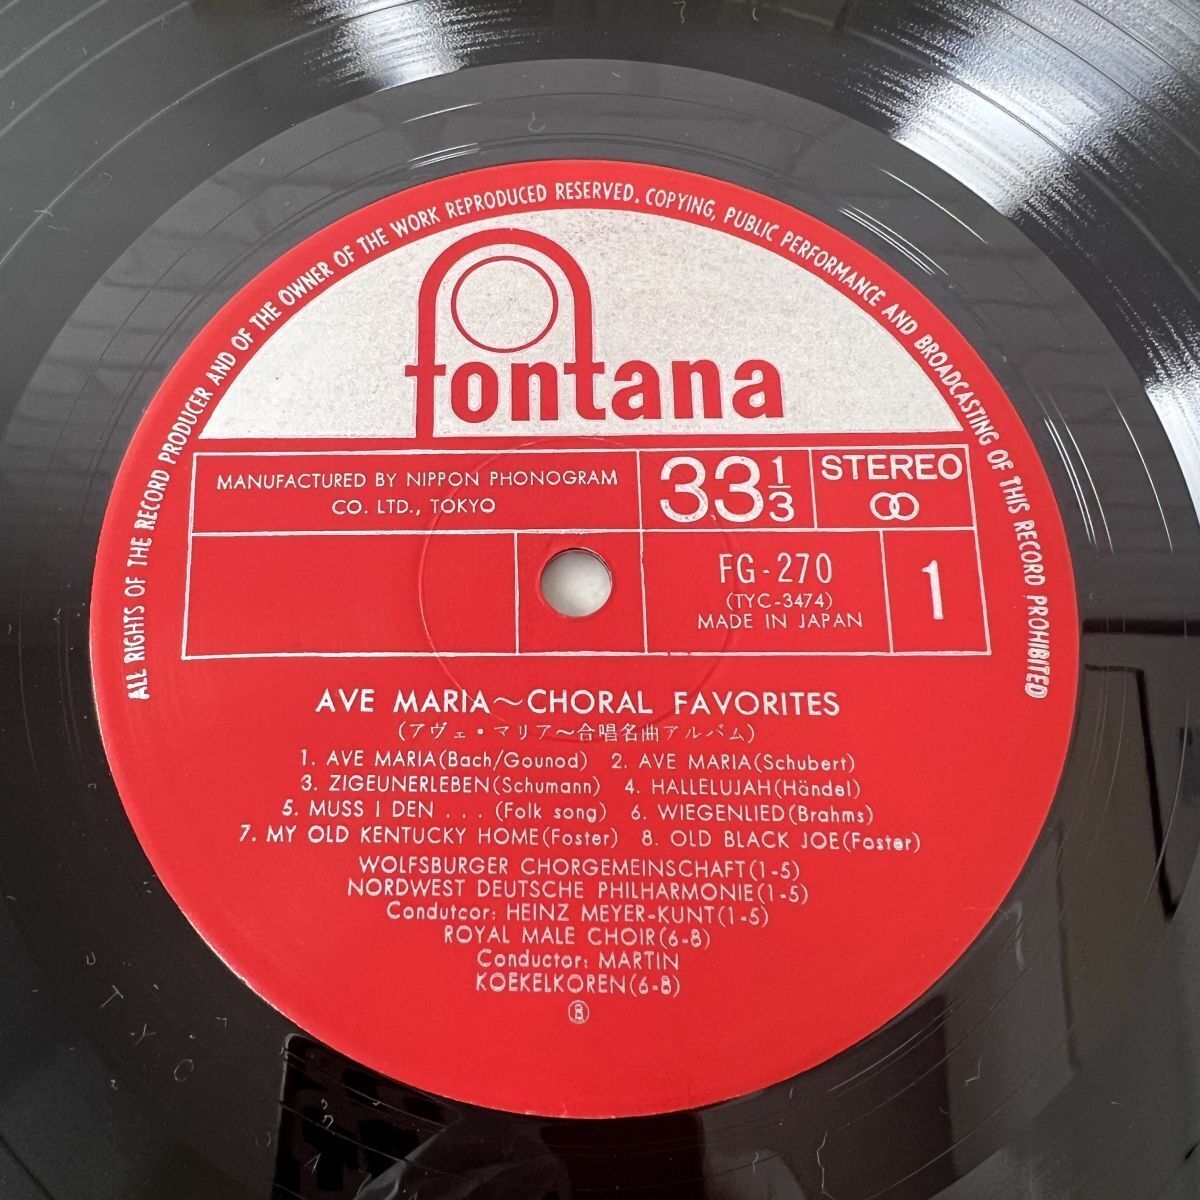 ALL RIGHTS OF THE RECORD PRODUCER AND OF THE OWNER OF THE WORK REPRODUCED RESERVED. COPYING, PUBLIC PERFORMANCE AND BROADCASTING OF THIS RECORD PROHIBITED
fontana
MANUFACTURED BY NIPPON PHONOGRAM
CO. LTD., TOKYO
33 1/3
STEREO
FG-270
(TYC-3474)
MADE IN JAPAN
1
AVE MARIA～CHORAL FAVORITES
(アヴェ・マリア～合唱名曲アルバム)
1. AVE MARIA(Bach/Gounod) 2. AVE MARIA(Schubert)
3. ZIGEUNERLEBEN(Schumann) 4. HALLELUJAH(Händel)
5. MUSS I DEN ... (Folk song) 6. WIEGENLIED(Brahms)
7. MY OLD KENTUCKY HOME(Foster) 8. OLD BLACK JOE(Foster)
WOLFSBURGER CHORGEMEINSCHAFT(1-5)
NORDWEST DEUTSCHE PHILHARMONIE(1-5)
Condutcor: HEINZ MEYER-KUNT(1-5)
ROYAL MALE CHOIR(6-8)
Conductor: MARTIN
KOEKELKOREN(6-8)